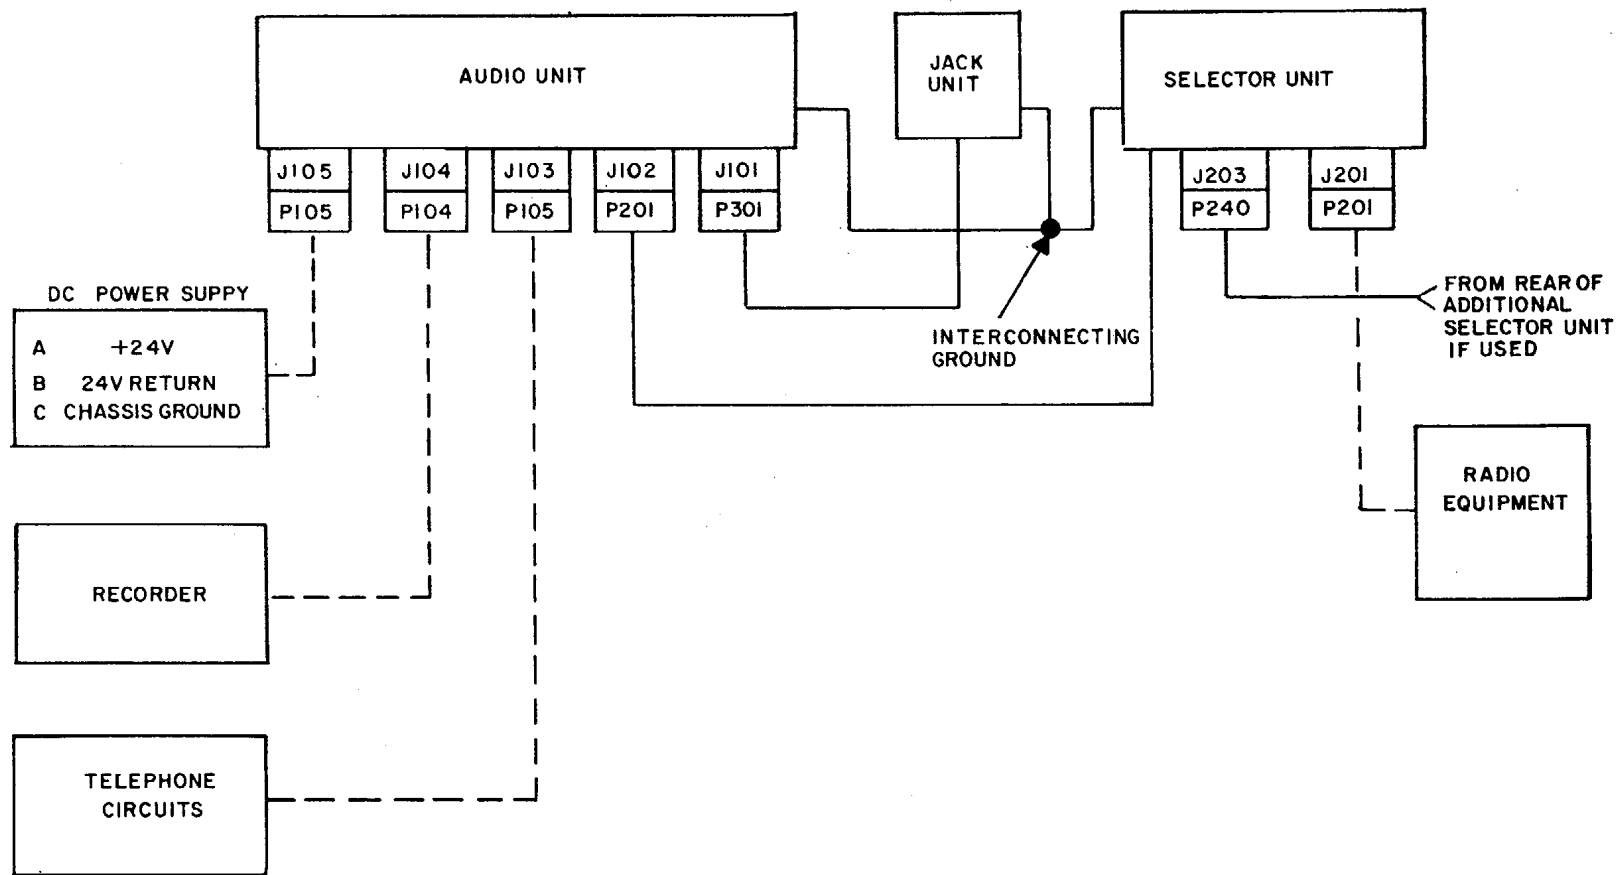 AUDIO UNIT
JACK
UNIT
SELECTOR UNIT
J105
J104
J103
J102
J101
J203
J201
P105
P104
P105
P201
P301
P240
P201
DC POWER SUPPY
A +24V
B 24V RETURN
C CHASSIS GROUND
INTERCONNECTING
GROUND
FROM REAR OF
ADDITIONAL
SELECTOR UNIT
IF USED
RADIO
EQUIPMENT
RECORDER
TELEPHONE
CIRCUITS